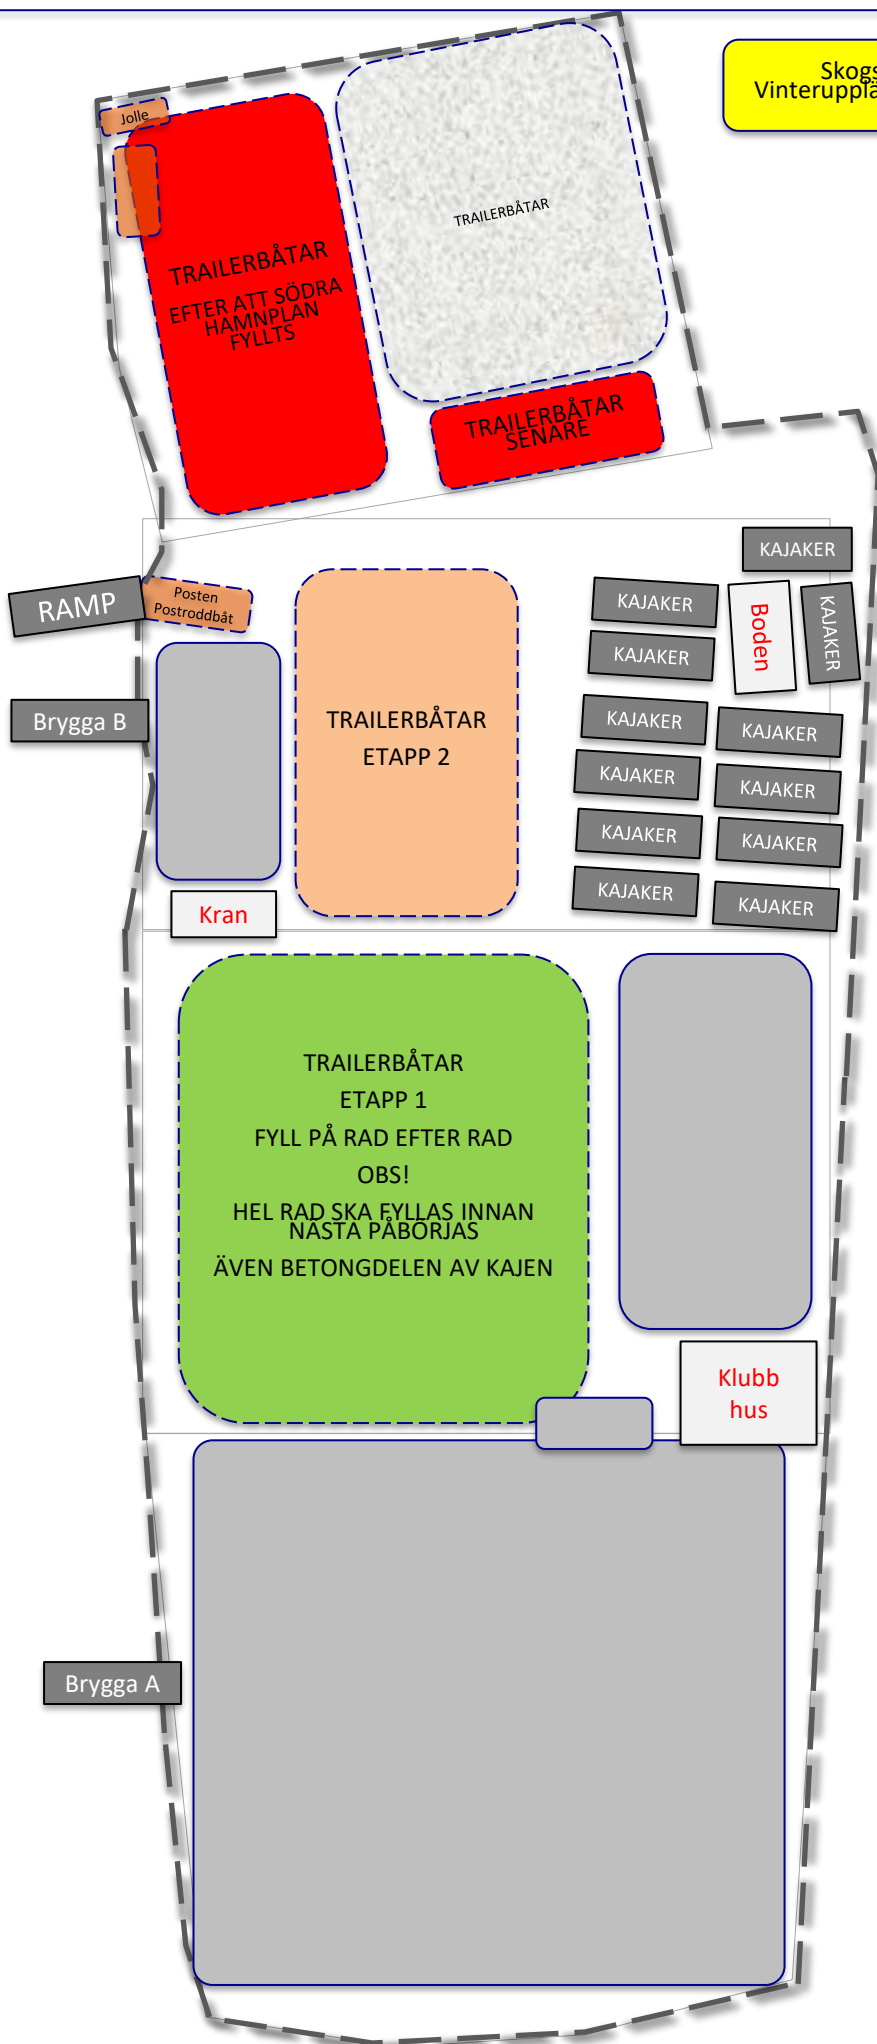 Skogs
Vinterupplä
Jolle
TRAILERBÅTAR
TRAILERBÅTAR
EFTER ATT SÖDRA
HAMNPLAN
FYLLTS
TRAILERBÅTAR
SENARE
KAJAKER
RAMP
Posten
Postroddbåt
KAJAKER
Boden
KAJAKER
KAJAKER
Brygga B
TRAILERBÅTAR
ETAPP 2
KAJAKER
KAJAKER
KAJAKER
KAJAKER
KAJAKER
KAJAKER
KAJAKER
KAJAKER
Kran
TRAILERBÅTAR
ETAPP 1
FYLL PÅ RAD EFTER RAD
OBS!
HEL RAD SKA FYLLAS INNAN
NÄSTA PÅBÖRJAS
ÄVEN BETONGDELEN AV KAJEN
Klubb
hus
Brygga A